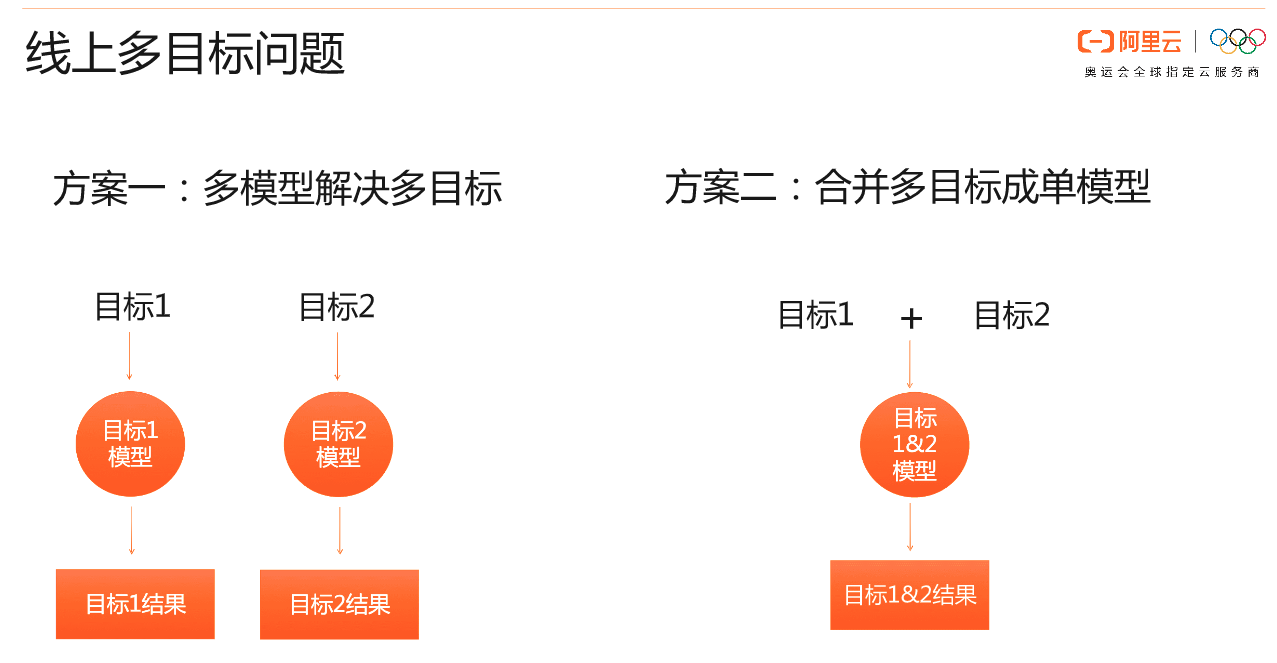 线上多目标问题
阿里云
奥运会全球指定云服务商
方案一：多模型解决多目标
方案二：合并多目标成单模型
目标1
目标2
目标1
模型
目标2
模型
目标1结果
目标2结果
目标1 + 目标2
目标
1&2
模型
目标1&2结果